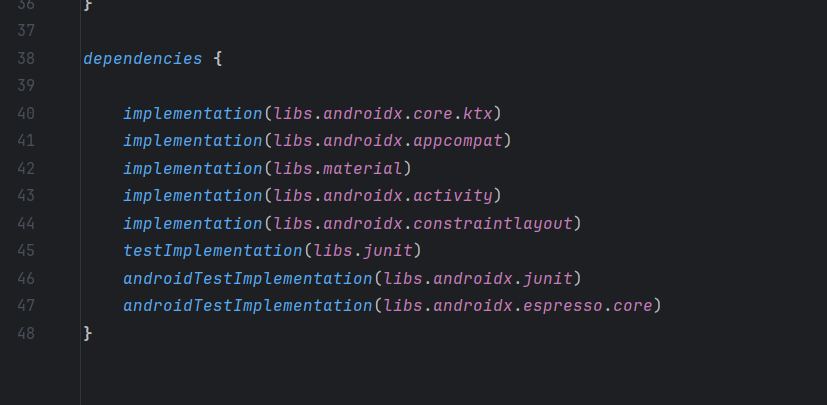 36 }
37
38 dependencies {
39
40 implementation(libs.androidx.core.ktx)
41 implementation(libs.androidx.appcompat)
42 implementation(libs.material)
43 implementation(libs.androidx.activity)
44 implementation(libs.androidx.constraintlayout)
45 testImplementation(libs.junit)
46 androidTestImplementation(libs.androidx.junit)
47 androidTestImplementation(libs.androidx.espresso.core)
48 }